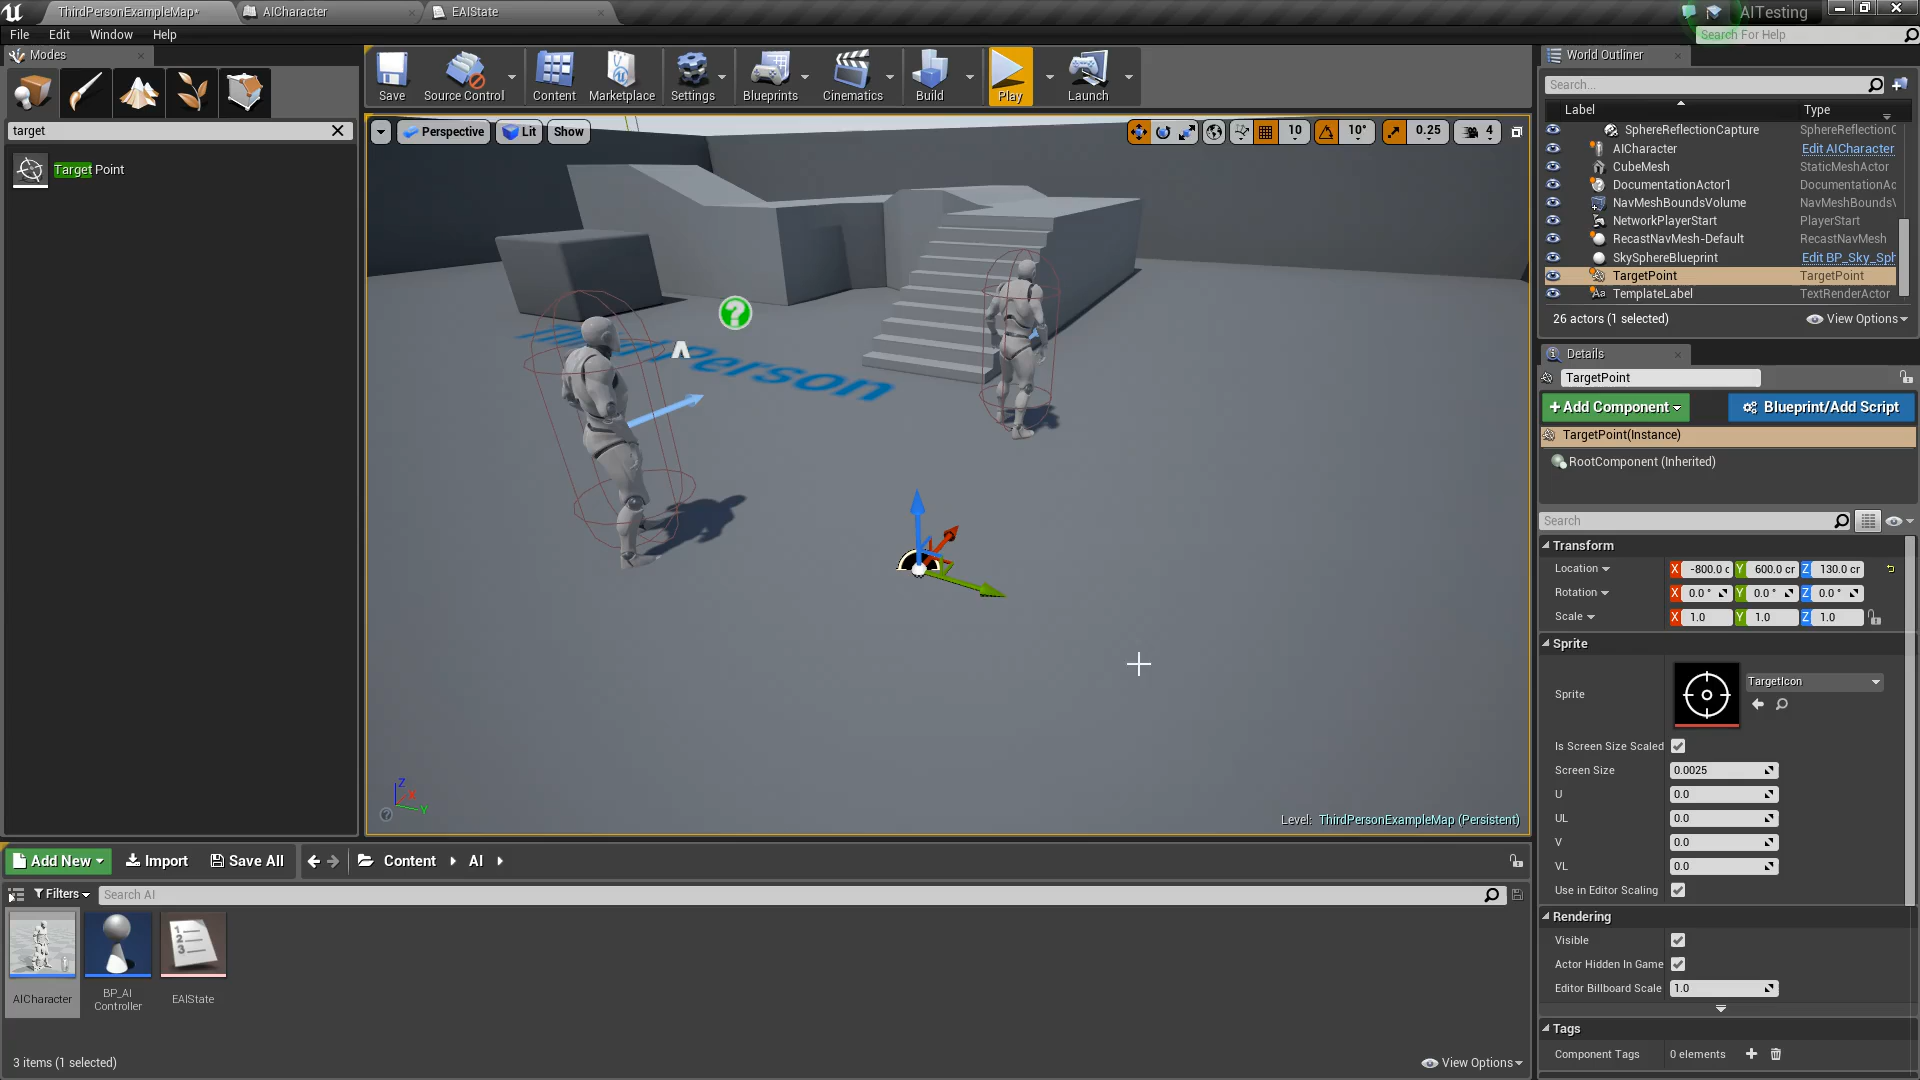 ThirdPersonExampleMap*
AICharacter
EAIState
AITesting
File
Edit
Window
Help
Search For Help
Modes
target
Target Point
Save
Source Control
Content
Marketplace
Settings
Blueprints
Cinematics
Build
Play
Launch
Perspective
Lit
Show
10
10°
0.25
4
Person
Level: ThirdPersonExampleMap (Persistent)
Z
X
Y
World Outliner
Search...
Label
Type
SphereReflectionCapture
SphereReflectionC
AICharacter
Edit AICharacter
CubeMesh
StaticMeshActor
DocumentationActor1
DocumentationAc
NavMeshBoundsVolume
NavMeshBoundsV
NetworkPlayerStart
PlayerStart
RecastNavMesh-Default
RecastNavMesh
SkySphereBlueprint
Edit BP_Sky_Sph
TargetPoint
TargetPoint
TemplateLabel
TextRenderActor
26 actors (1 selected)
View Options
Details
TargetPoint
+Add Component
Blueprint/Add Script
TargetPoint(Instance)
RootComponent (Inherited)
Search
Transform
Location
X -800.0 c Y 600.0 cr Z 130.0 cr
Rotation
X 0.0 ° Y 0.0 ° Z 0.0 °
Scale
X 1.0 Y 1.0 Z 1.0
Sprite
Sprite
TargetIcon
Is Screen Size Scaled
Screen Size
0.0025
U
0.0
UL
0.0
V
0.0
VL
0.0
Use in Editor Scaling
Rendering
Visible
Actor Hidden In Game
Editor Billboard Scale
1.0
Tags
Component Tags
0 elements
Add New
Import
Save All
Content
AI
Filters
Search AI
AICharacter
BP_AI
Controller
EAIState
3 items (1 selected)
View Options